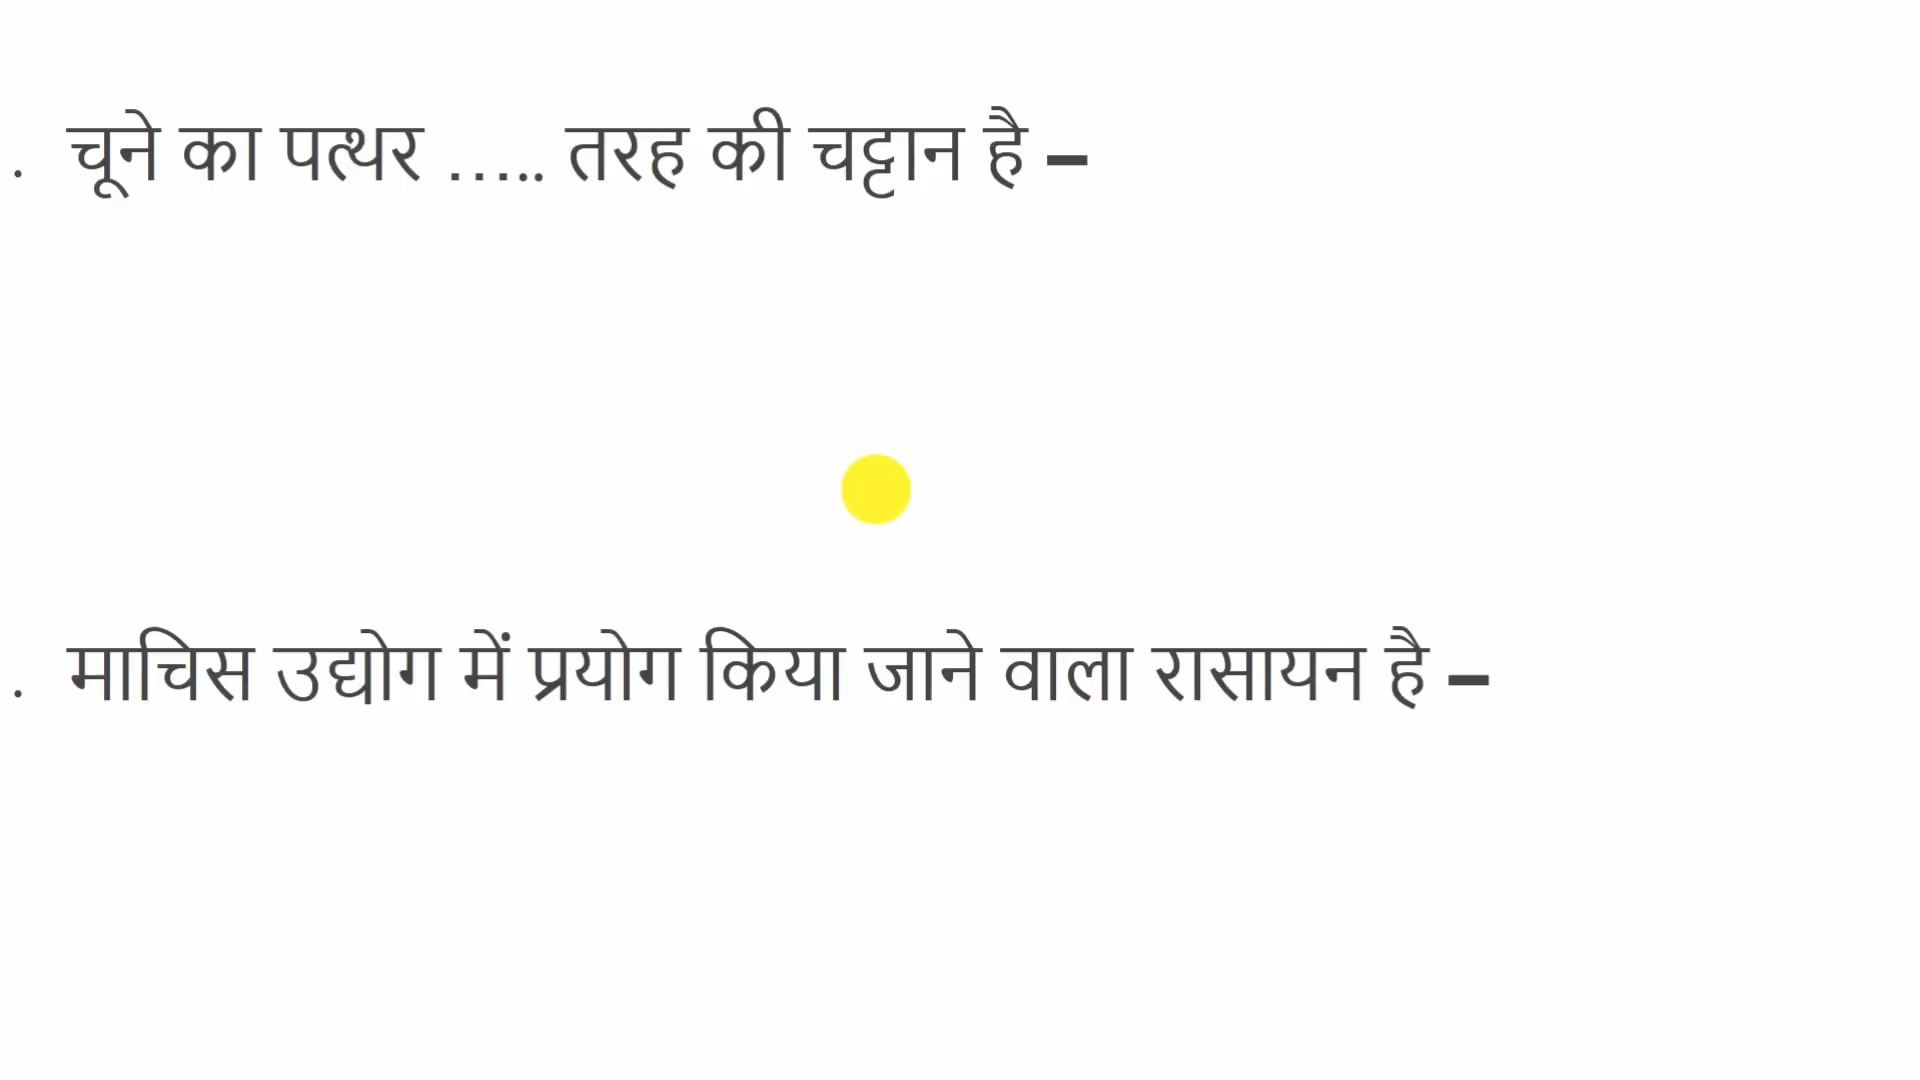 . चूने का पत्थर ..... तरह की चट्टान है –
. माचिस उद्योग में प्रयोग किया जाने वाला रासायन है –